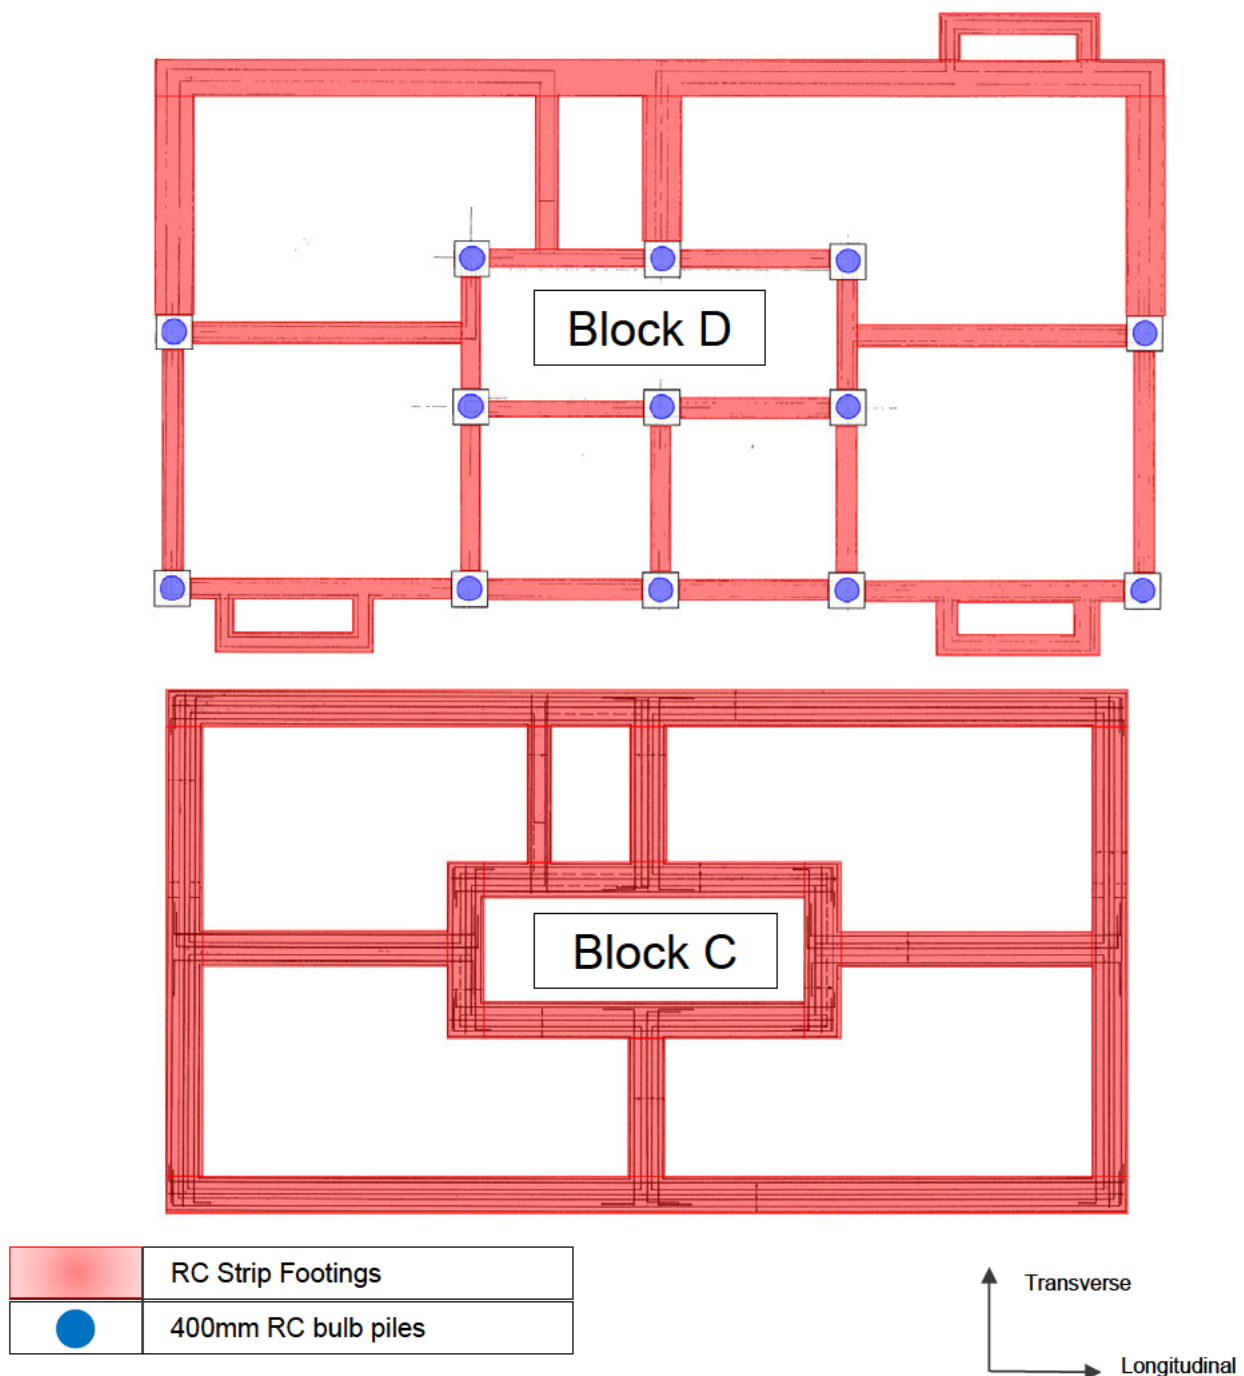 Block D
Block C
RC Strip Footings
400mm RC bulb piles
Transverse
Longitudinal